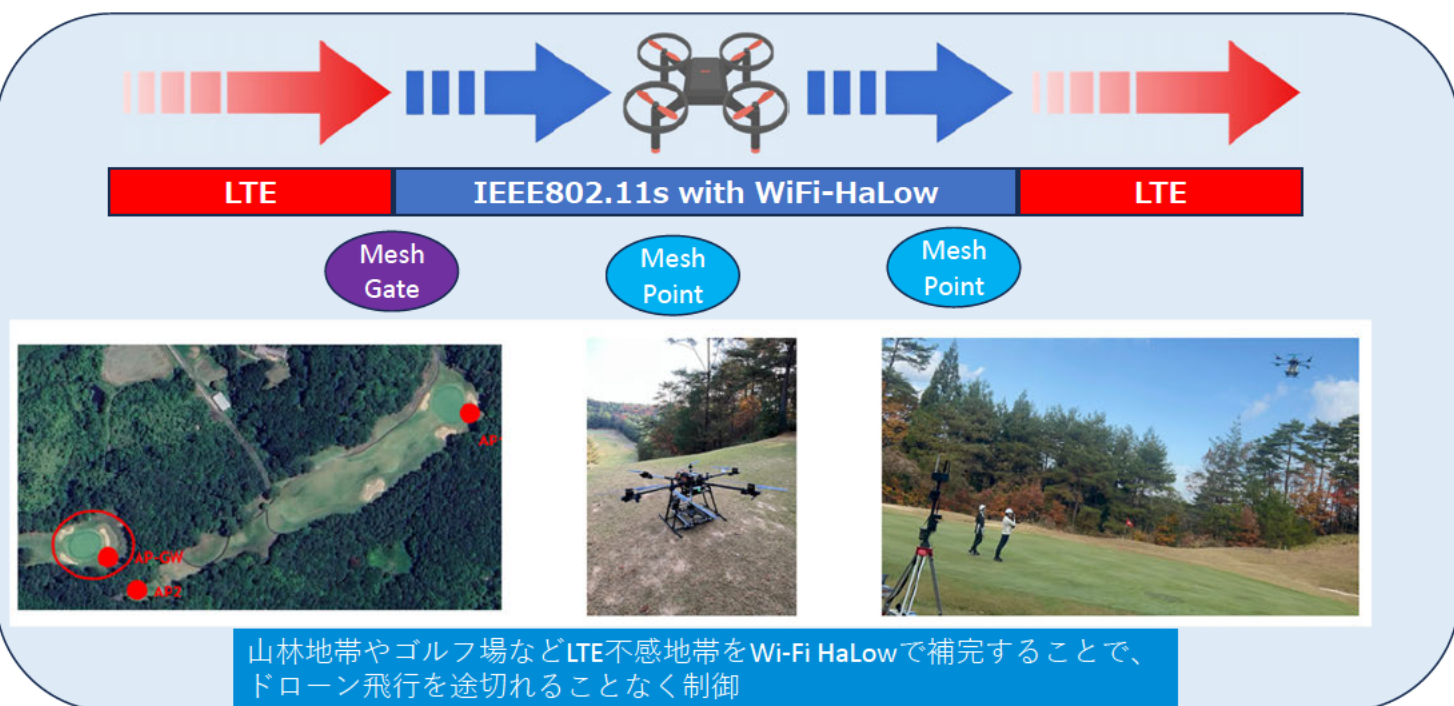 LTE
IEEE802.11s with WiFi-HaLow
LTE
Mesh
Gate
Mesh
Point
Mesh
Point
AP-GW
AP2
山林地帯やゴルフ場などLTE不感地帯をWi-Fi HaLowで補完することで、
ドローン飛行を途切れることなく制御